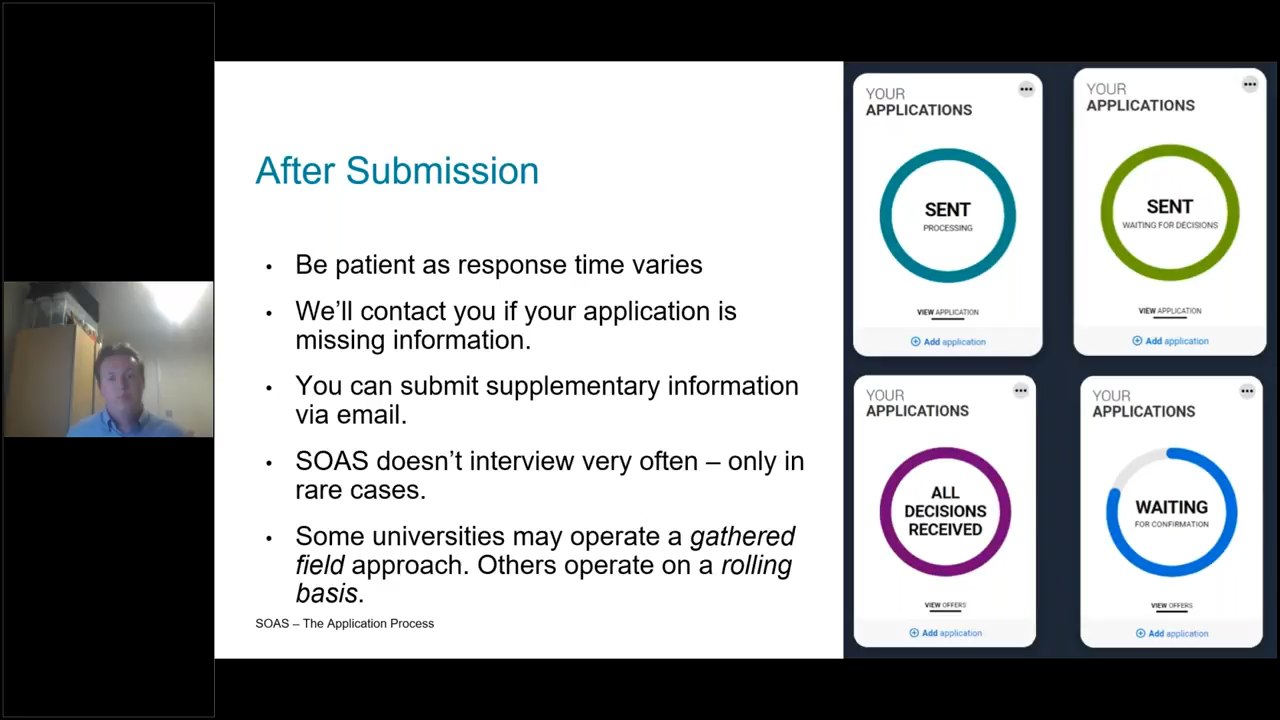 After Submission
• Be patient as response time varies
• We’ll contact you if your application is
missing information.
• You can submit supplementary information
via email.
• SOAS doesn’t interview very often – only in
rare cases.
• Some universities may operate a gathered
field approach. Others operate on a rolling
basis.
SOAS – The Application Process
YOUR
APPLICATIONS
SENT
PROCESSING
VIEW APPLICATION
Add application
YOUR
APPLICATIONS
SENT
WAITING FOR DECISIONS
VIEW APPLICATION
Add application
YOUR
APPLICATIONS
ALL
DECISIONS
RECEIVED
VIEW OFFERS
Add application
YOUR
APPLICATIONS
WAITING
FOR CONFIRMATION
VIEW OFFERS
Add application